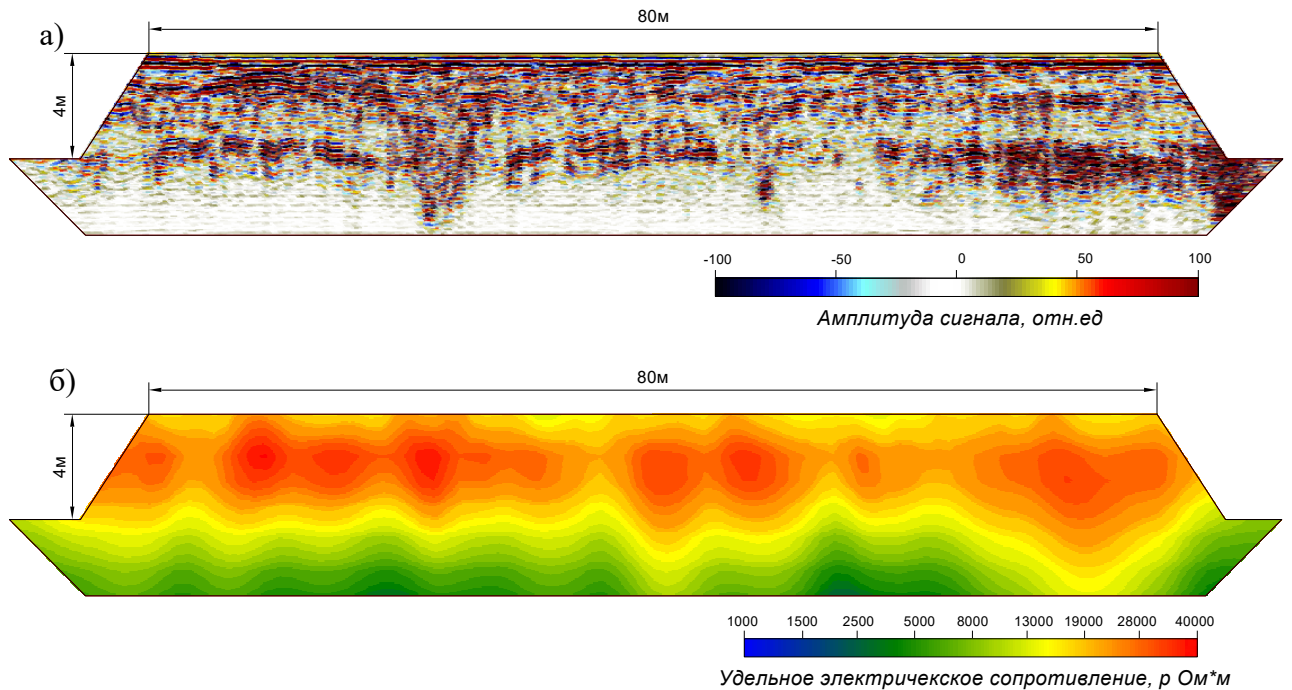 а)
80м
4м
-100 -50 0 50 100
Амплитуда сигнала, отн.ед
б)
80м
4м
1000 1500 2500 5000 8000 13000 19000 28000 40000
Удельное электричекское сопротивление, р Ом*м